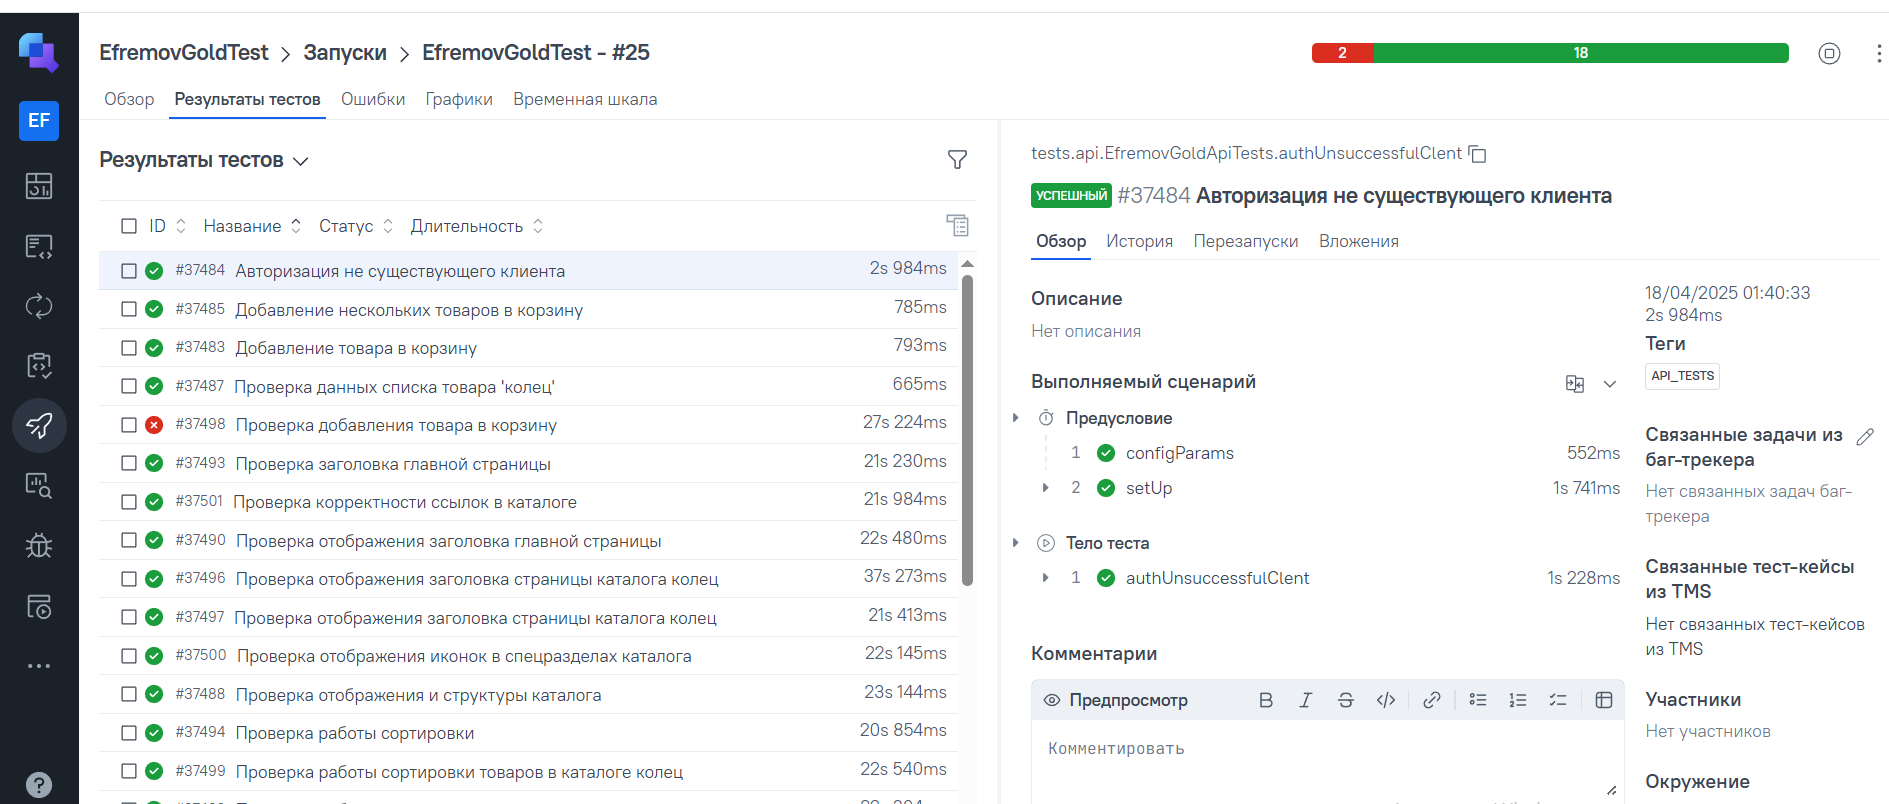 EfremovGoldTest > Запуски > EfremovGoldTest - #25
2
18
EF
Обзор Результаты тестов Ошибки Графики Временная шкала
Результаты тестов
ID Название Статус Длительность
#37484 Авторизация не существующего клиента 2s 984ms
#37485 Добавление нескольких товаров в корзину 785ms
#37483 Добавление товара в корзину 793ms
#37487 Проверка данных списка товара 'колец' 665ms
#37498 Проверка добавления товара в корзину 27s 224ms
#37493 Проверка заголовка главной страницы 21s 230ms
#37501 Проверка корректности ссылок в каталоге 21s 984ms
#37490 Проверка отображения заголовка главной страницы 22s 480ms
#37496 Проверка отображения заголовка страницы каталога колец 37s 273ms
#37497 Проверка отображения заголовка страницы каталога колец 21s 413ms
#37500 Проверка отображения иконок в спецразделах каталога 22s 145ms
#37488 Проверка отображения и структуры каталога 23s 144ms
#37494 Проверка работы сортировки 20s 854ms
#37499 Проверка работы сортировки товаров в каталоге колец 22s 540ms
tests.api.EfremovGoldApiTests.authUnsuccessfulClent
УСПЕШНЫЙ #37484 Авторизация не существующего клиента
Обзор История Перезапуски Вложения
Описание
Нет описания
Выполняемый сценарий
Предусловие
1 configParams 552ms
2 setUp 1s 741ms
Тело теста
1 authUnsuccessfulClent 1s 228ms
Комментарии
Предпросмотр
Комментировать
18/04/2025 01:40:33
2s 984ms
Теги
API_TESTS
Связанные задачи из
баг-трекера
Нет связанных задач баг-
трекера
Связанные тест-кейсы
из TMS
Нет связанных тест-кейсов
из TMS
Участники
Нет участников
Окружение